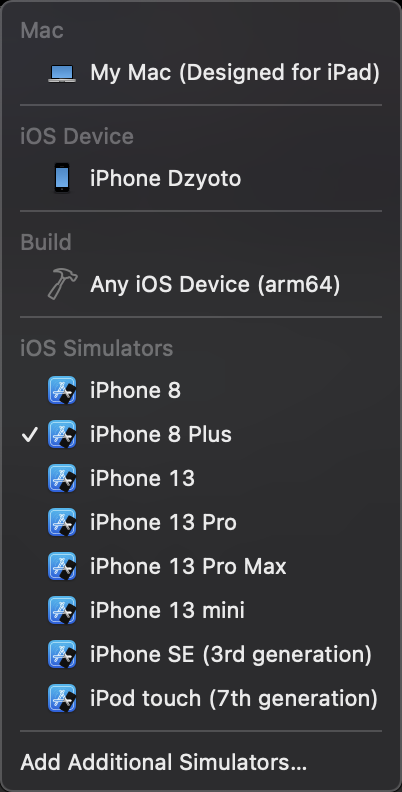 Mac
My Mac (Designed for iPad)
iOS Device
iPhone Dzyoto
Build
Any iOS Device (arm64)
iOS Simulators
iPhone 8
iPhone 8 Plus
iPhone 13
iPhone 13 Pro
iPhone 13 Pro Max
iPhone 13 mini
iPhone SE (3rd generation)
iPod touch (7th generation)
Add Additional Simulators...